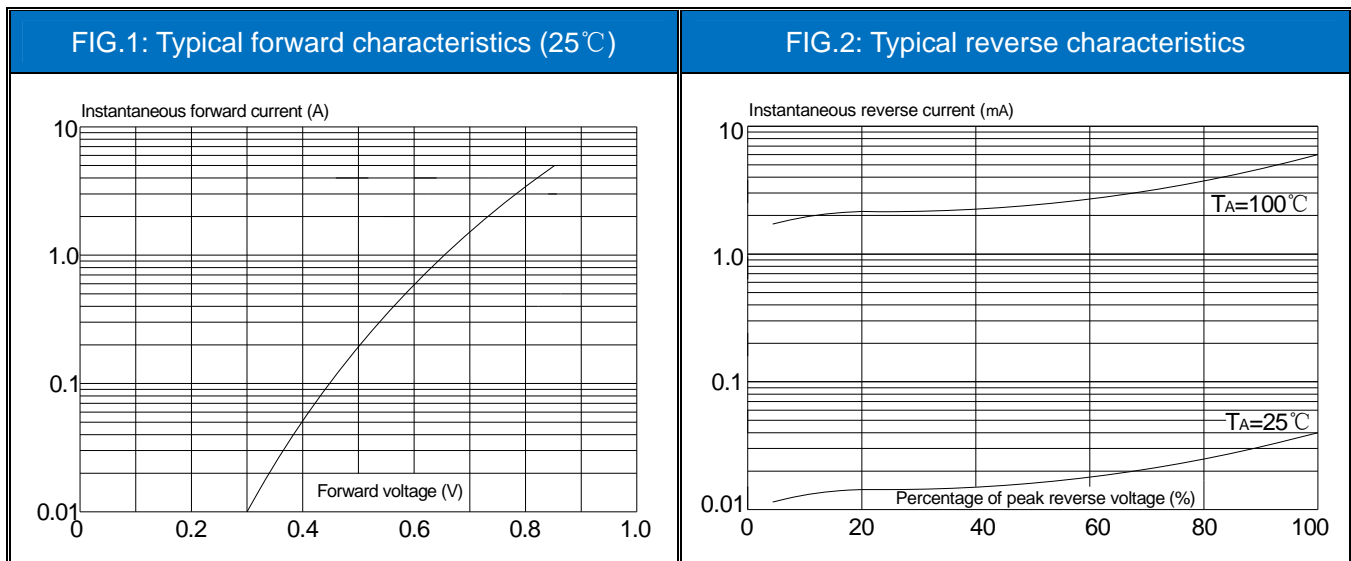 FIG.1: Typical forward characteristics (25℃)
Instantaneous forward current (A)
10
1.0
0.1
0.01
Forward voltage (V)
0 0.2 0.4 0.6 0.8 1.0
FIG.2: Typical reverse characteristics
Instantaneous reverse current (mA)
10
TA=100℃
1.0
0.1
TA=25℃
0.01
Percentage of peak reverse voltage (%)
0 20 40 60 80 100